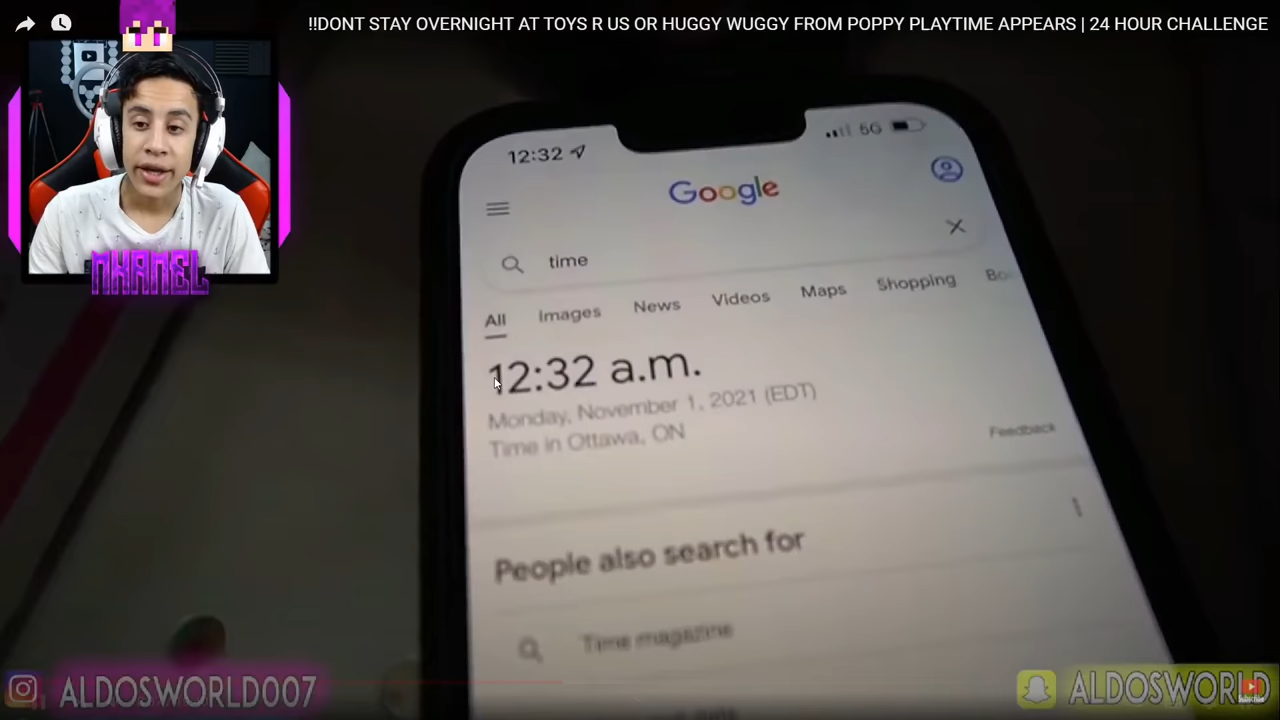 !!DONT STAY OVERNIGHT AT TOYS R US OR HUGGY WUGGY FROM POPPY PLAYTIME APPEARS | 24 HOUR CHALLENGE
12:32
5G
Google
time
All Images News Videos Maps Shopping Bo
12:32 a.m.
Monday, November 1, 2021 (EDT)
Time in Ottawa, ON
Feedback
People also search for
Time magazine
MKAMEL
ALDOSWORLD007
ALDOSWORLD